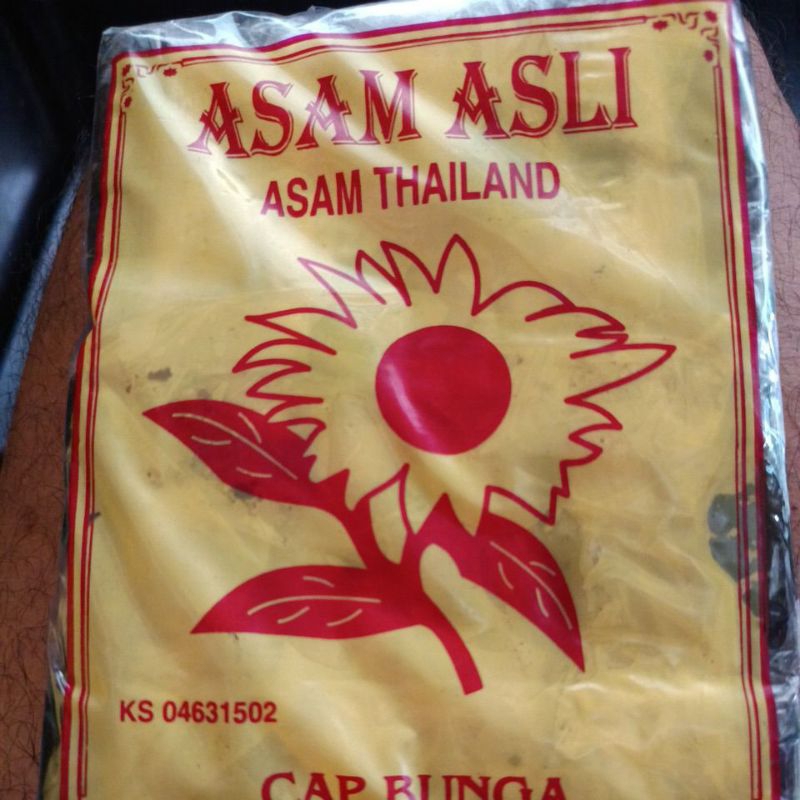 ASAM ASLI
ASAM THAILAND
KS 04631502
CAP BUNGA